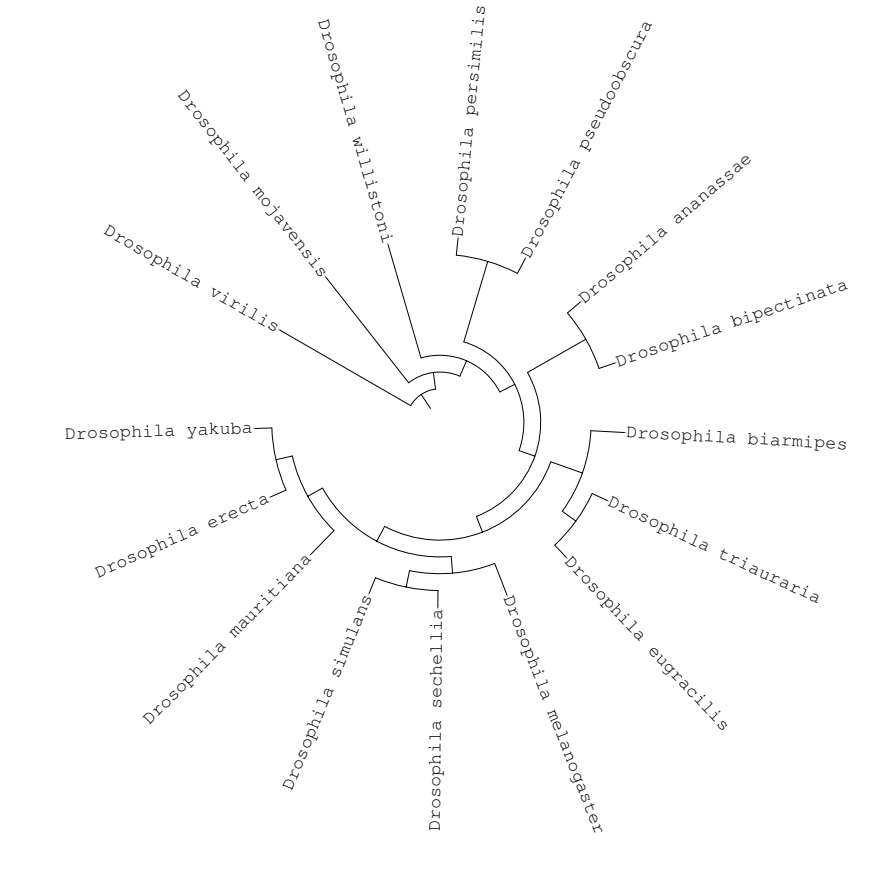 Drosophila persimilis
Drosophila pseudoobscura
Drosophila willistoni
Drosophila mojavensis
Drosophila ananassae
Drosophila virilis
Drosophila bipectinata
Drosophila yakuba
Drosophila biarmipes
Drosophila erecta
Drosophila triauraria
Drosophila mauritiana
Drosophila eugracilis
Drosophila simulans
Drosophila sechellia
Drosophila melanogaster